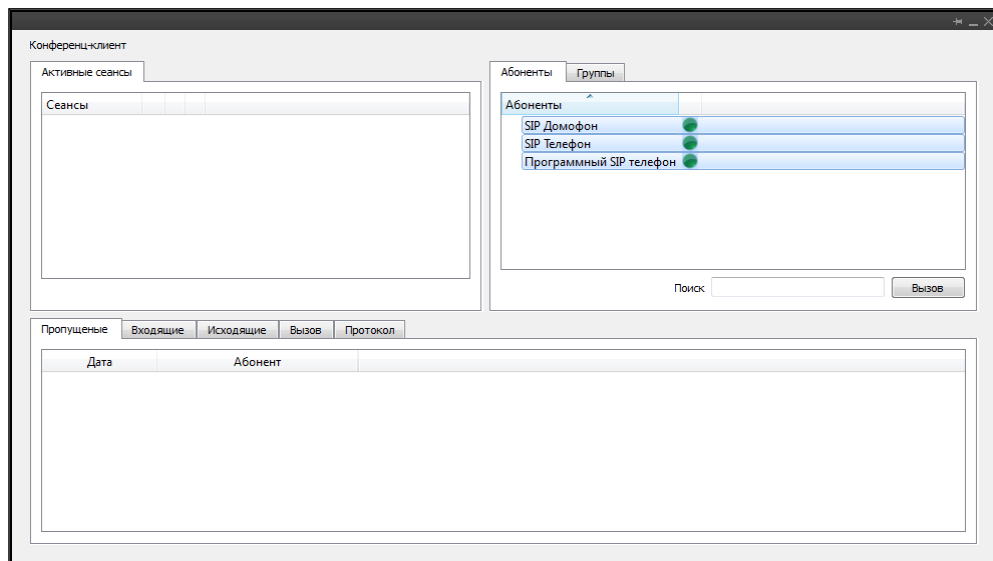 Конференц-клиент
Активные сеансы
Сеансы
Абоненты Группы
Абоненты
SIP Домофон
SIP Телефон
Программный SIP телефон
Поиск Вызов
Пропущеные Входящие Исходящие Вызов Протокол
Дата Абонент